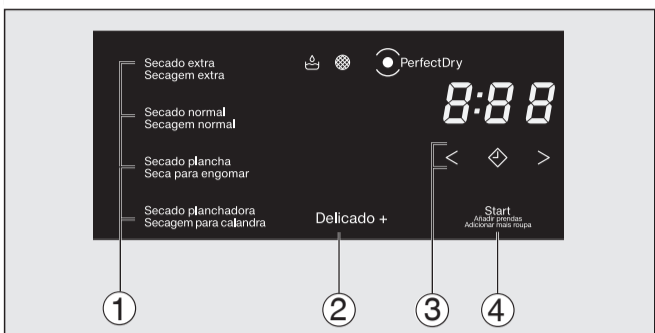 Secado extra
Secagem extra
PerfectDry
8:88
Secado normal
Secagem normal
< >
Secado plancha
Seca para engomar
Secado planchadora
Secagem para calandra
Delicado +
Start
Añadir prendas
Adicionar mais roupa
1 2 3 4